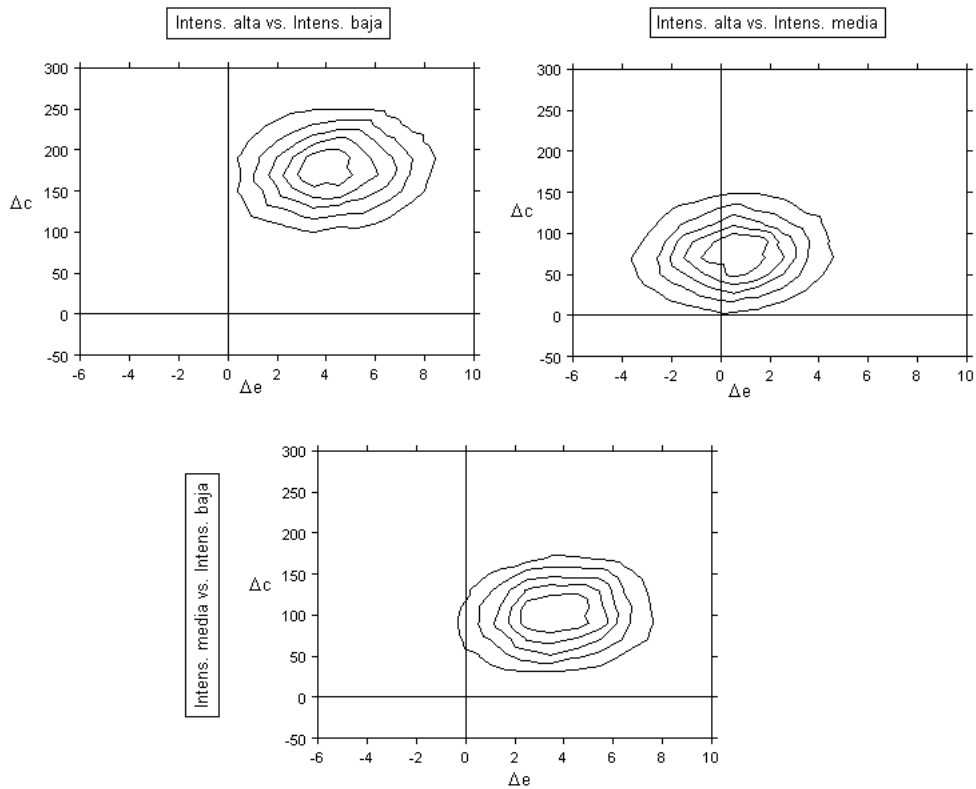 Intens. alta vs. Intens. baja
300
250
200
150
100
50
0
-50
Δc
-6 -4 -2 0 2 4 6 8 10
Δe
Intens. alta vs. Intens. media
300
250
200
150
100
50
0
-50
Δc
-6 -4 -2 0 2 4 6 8 10
Δe
Intens. media vs. Intens. baja
300
250
200
150
100
50
0
-50
Δc
-6 -4 -2 0 2 4 6 8 10
Δe